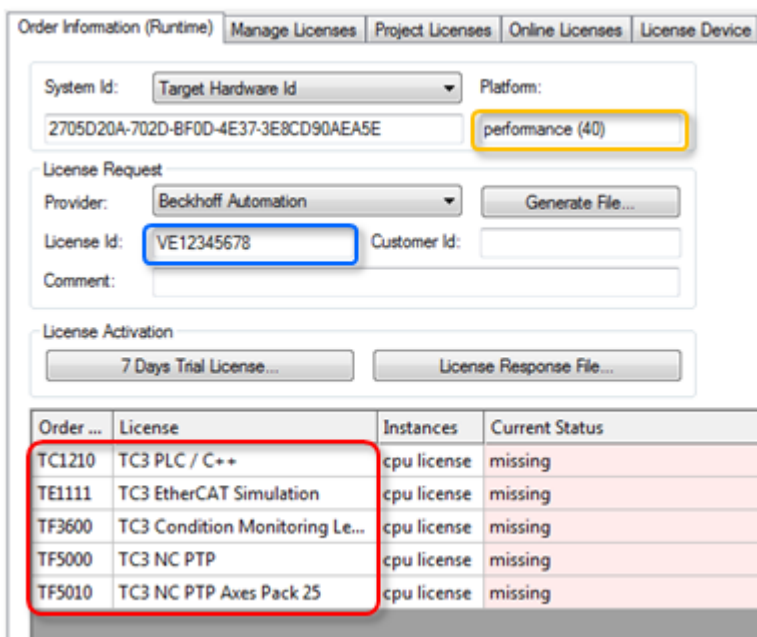 Order Information (Runtime) Manage Licenses Project Licenses Online Licenses License Device
System Id: Target Hardware Id Platform:
2705D20A-702D-BF0D-4E37-3E8CD90AEA5E performance (40)
License Request
Provider: Beckhoff Automation Generate File...
License Id: VE12345678 Customer Id:
Comment:
License Activation
7 Days Trial License... License Response File...
Order ... License Instances Current Status
TC1210 TC3 PLC / C++ cpu license missing
TE1111 TC3 EtherCAT Simulation cpu license missing
TF3600 TC3 Condition Monitoring Le... cpu license missing
TF5000 TC3 NC PTP cpu license missing
TF5010 TC3 NC PTP Axes Pack 25 cpu license missing